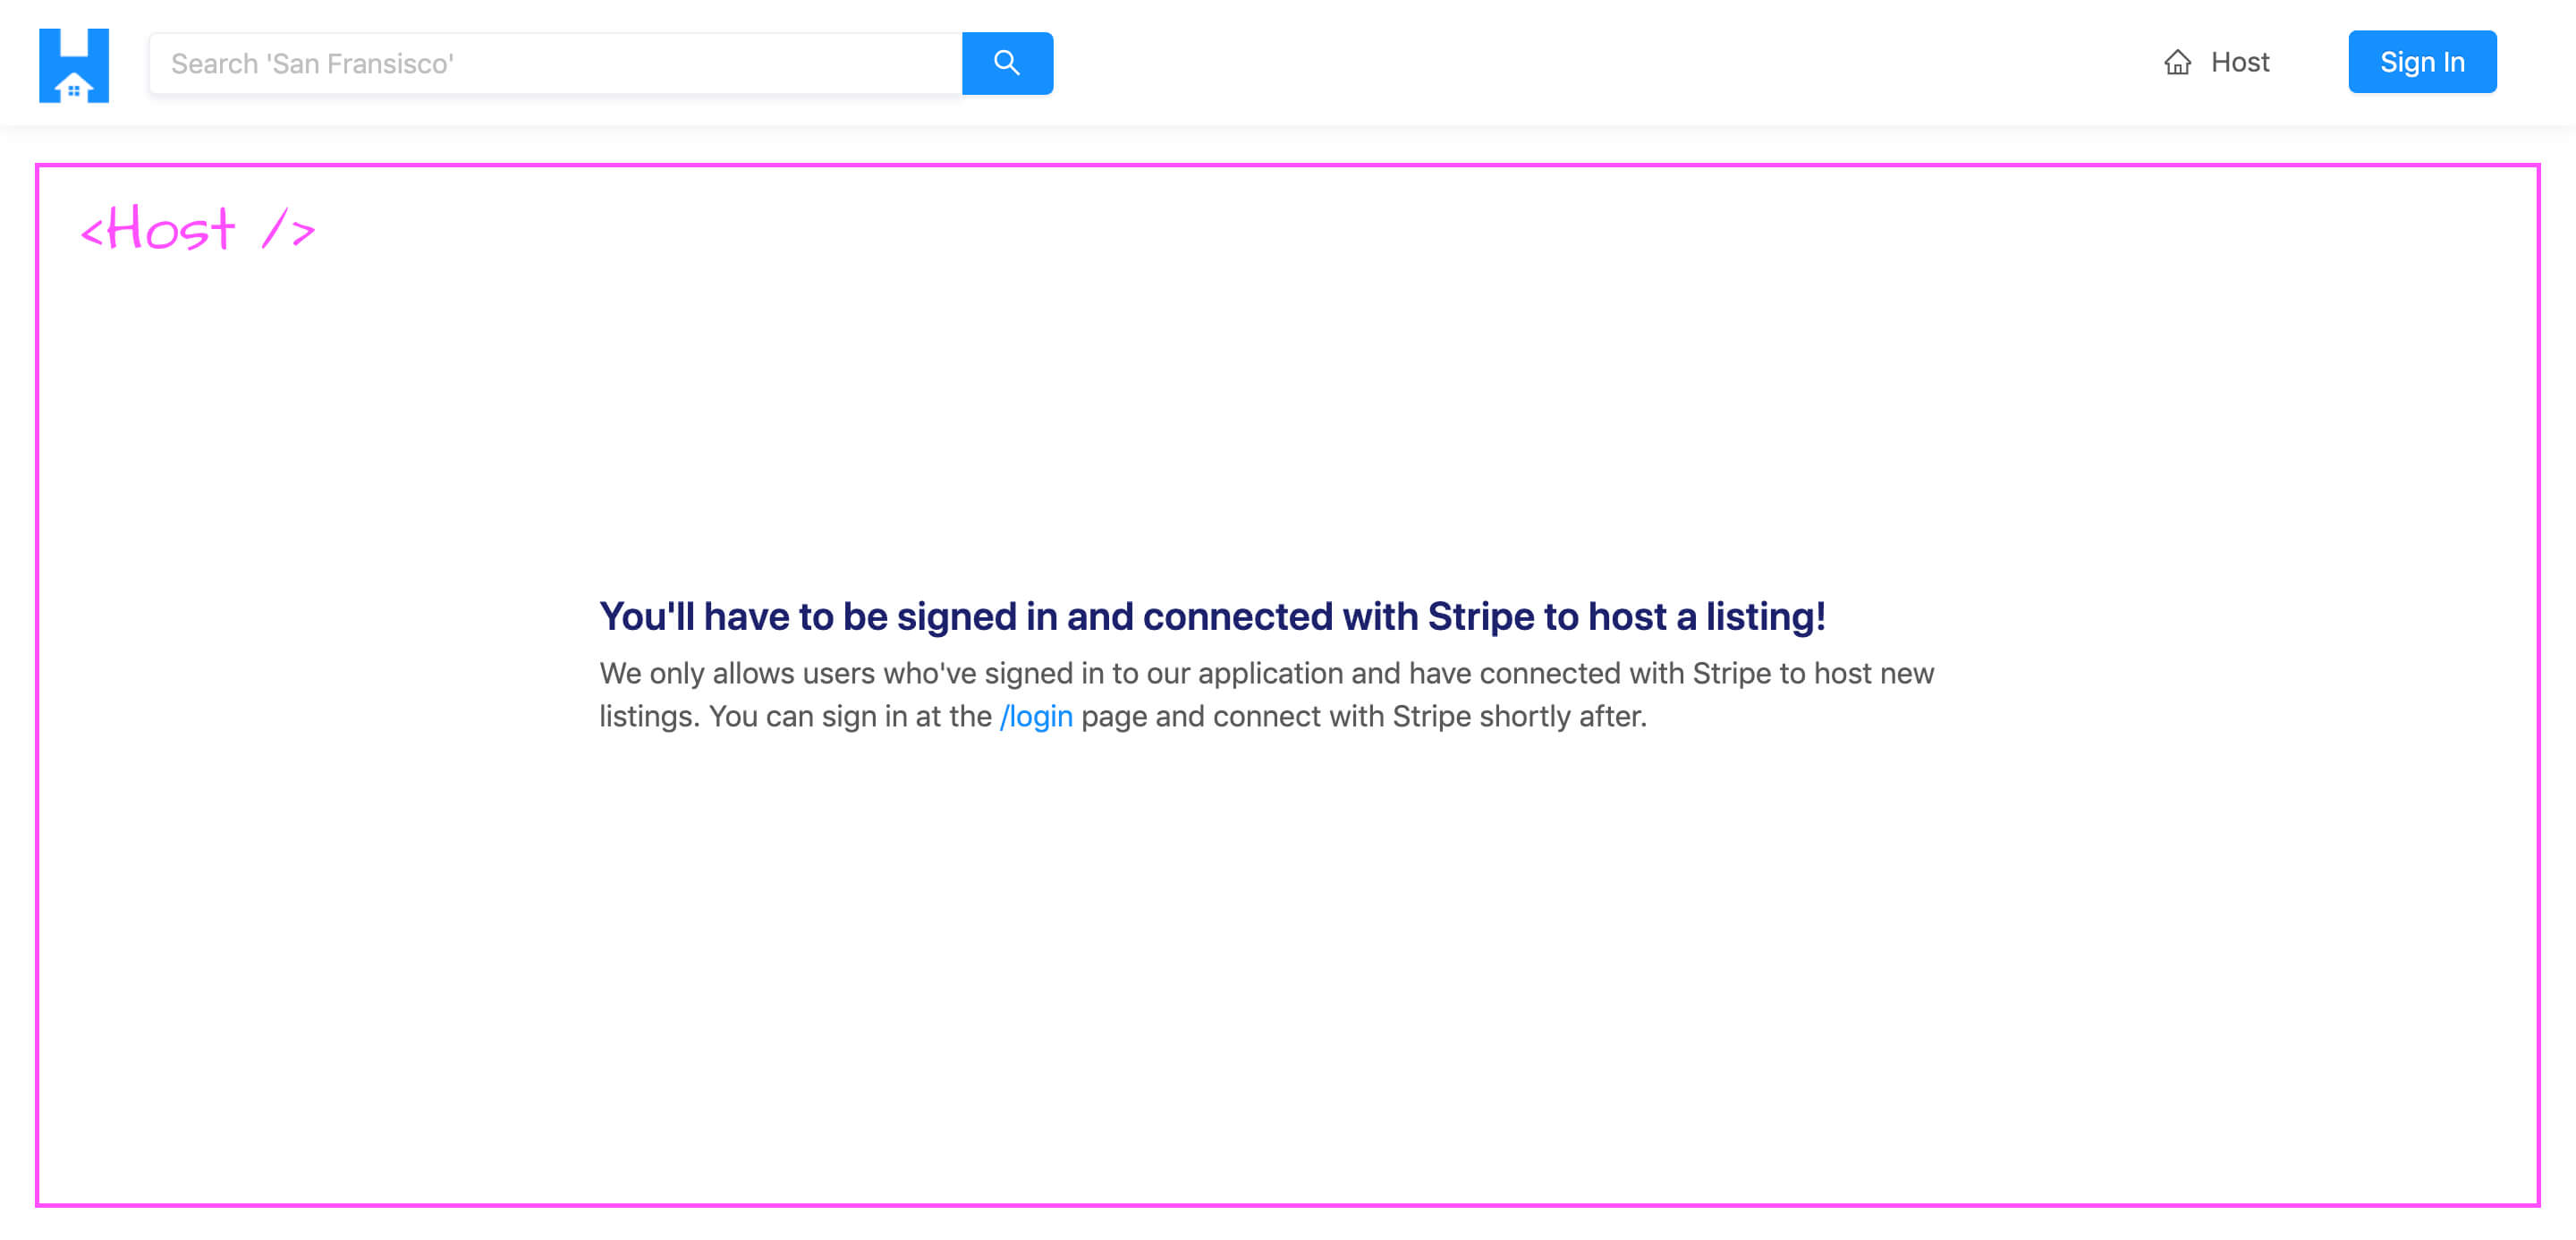 Search 'San Fransisco'
Host
Sign In
<Host />
You'll have to be signed in and connected with Stripe to host a listing!
We only allows users who've signed in to our application and have connected with Stripe to host new
listings. You can sign in at the /login page and connect with Stripe shortly after.